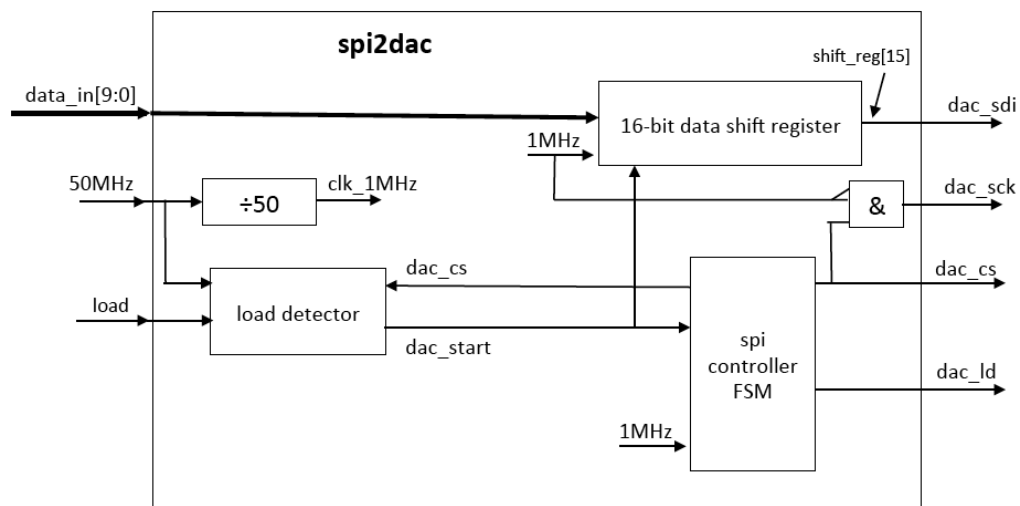 spi2dac
shift_reg[15]
data_in[9:0]
dac_sdi
16-bit data shift register
1MHz
50MHz
clk_1MHz
÷50
dac_sck
&
dac_cs
dac_cs
load
load detector
dac_start
spi
controller
FSM
dac_ld
1MHz